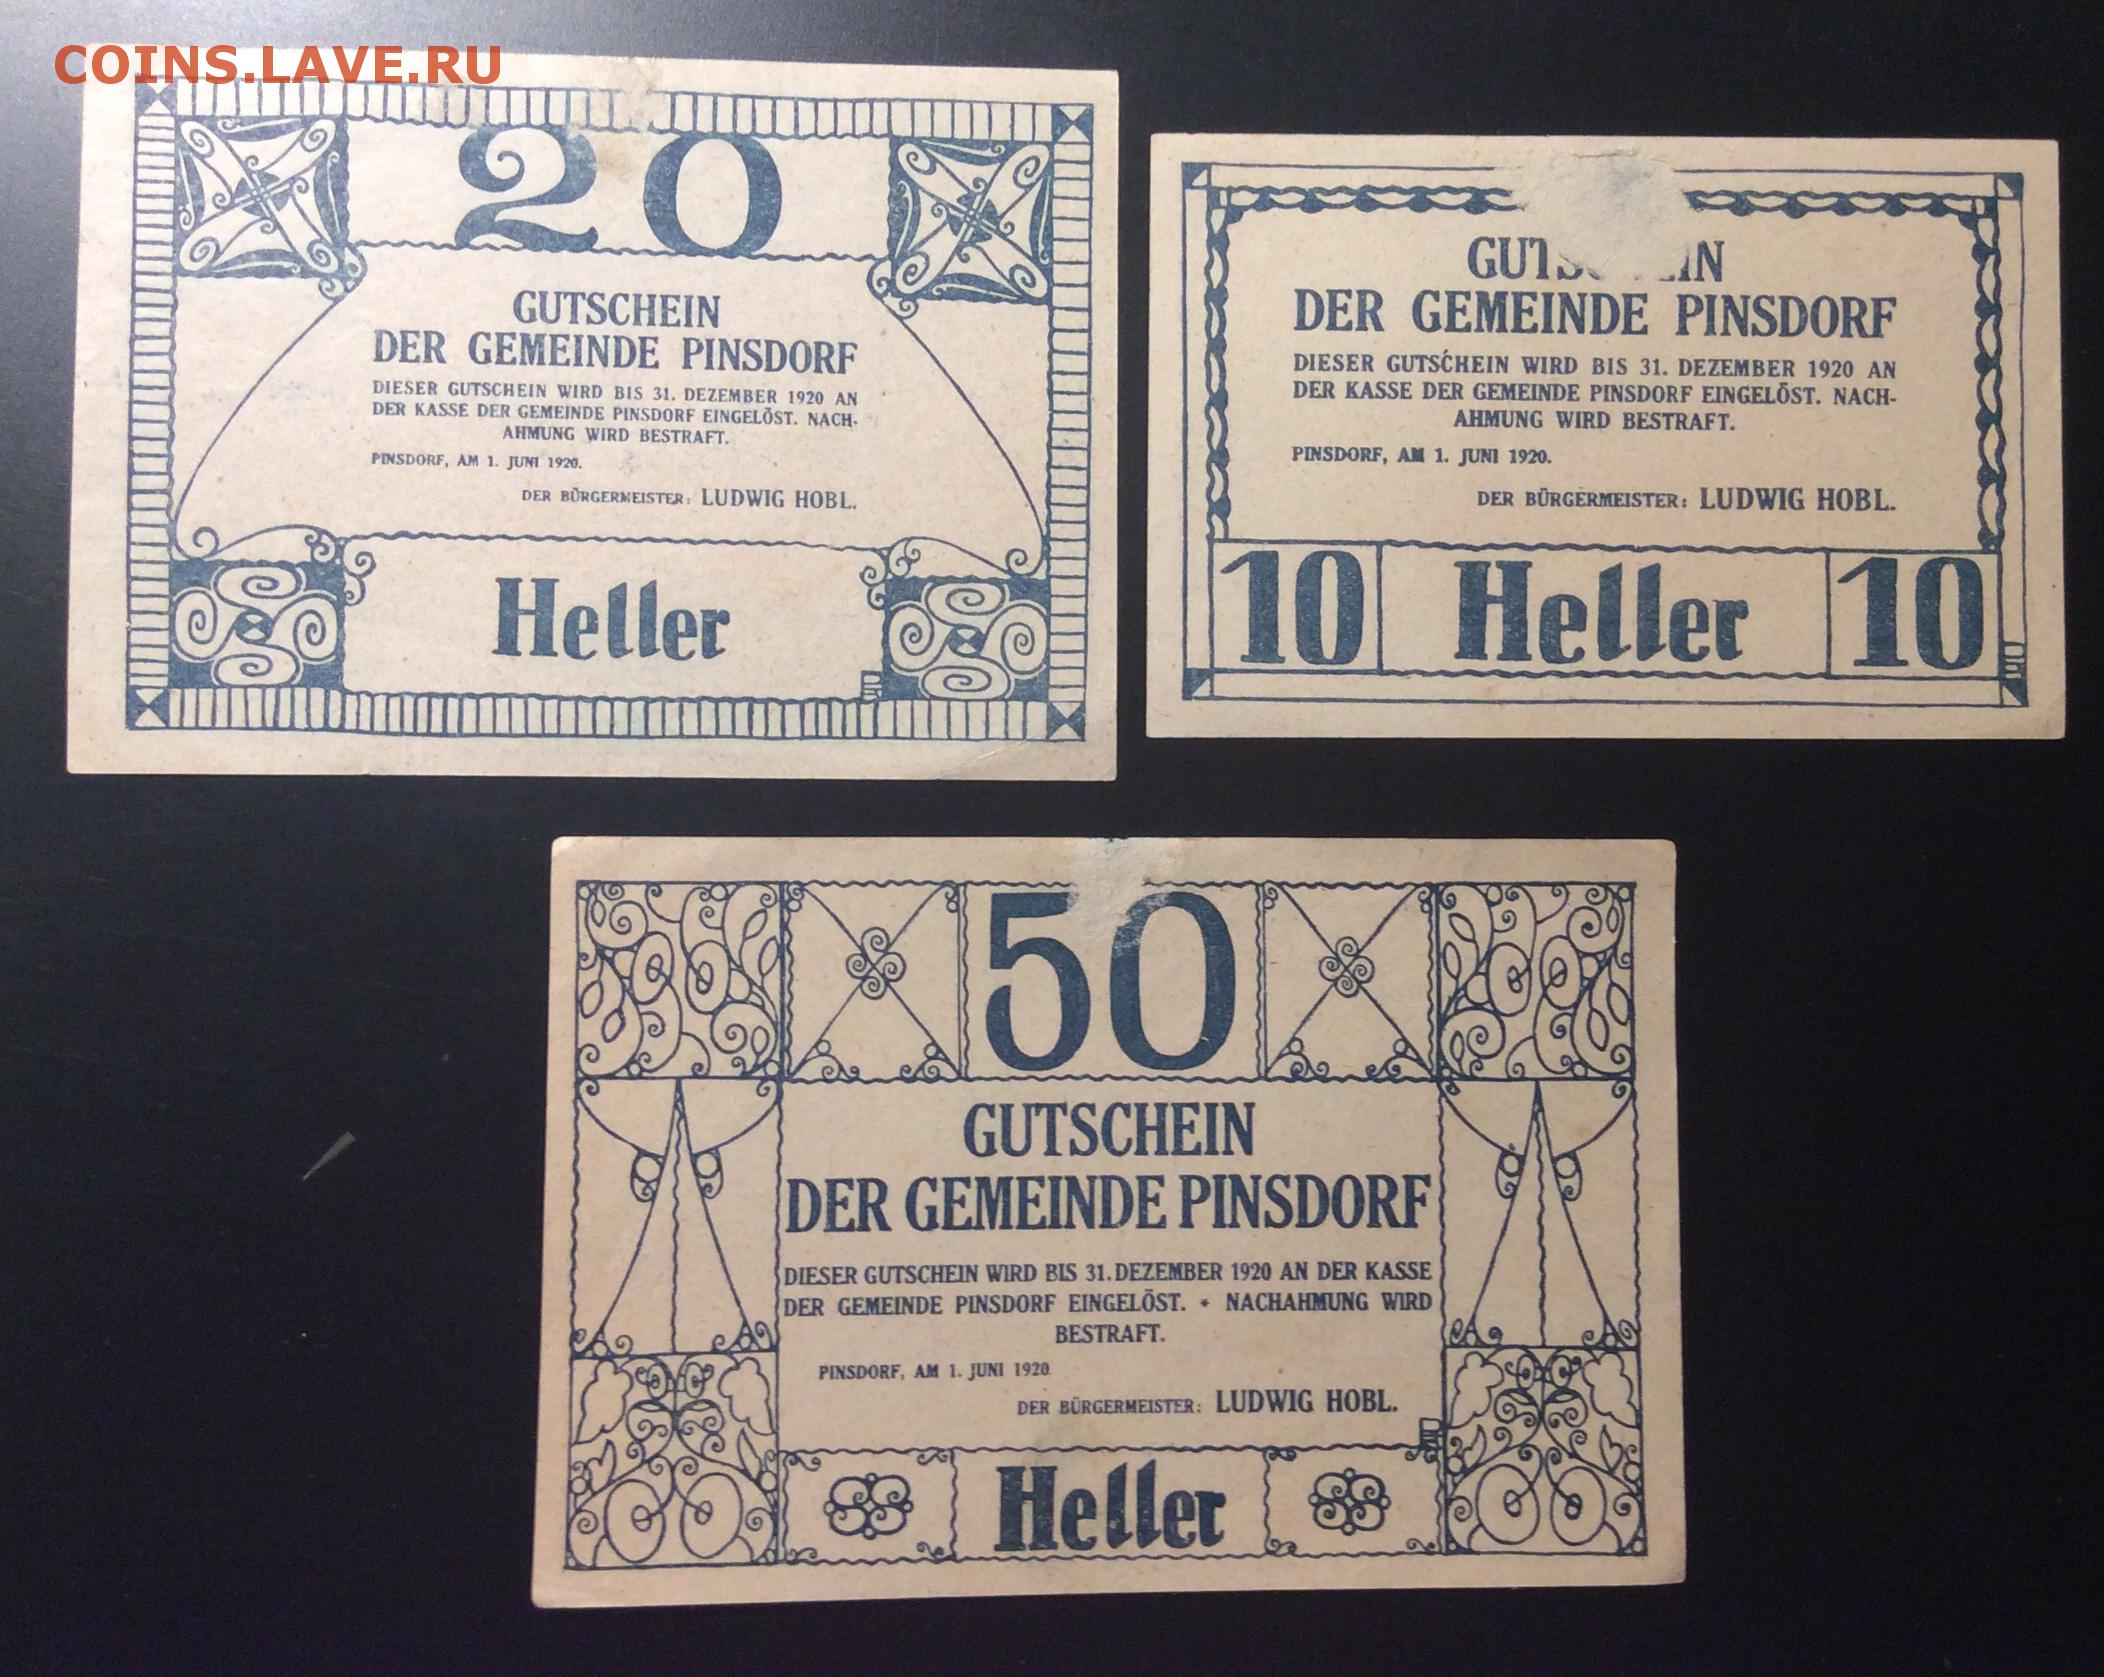 COINS.LAVE.RU
20
GUTSCHEIN
DER GEMEINDE PINSDORF
DIESER GUTSCHEIN WIRD BIS 31. DEZEMBER 1920 AN
DER KASSE DER GEMEINDE PINSDORF EINGELÖST. NACH-
AHMUNG WIRD BESTRAFT.
PINSDORF, AM 1. JUNI 1920.
DER BÜRGERMEISTER: LUDWIG HOBL.
Heller
DER GEMEINDE PINSDORF
DIESER GUTSCHEIN WIRD BIS 31. DEZEMBER 1920 AN
DER KASSE DER GEMEINDE PINSDORF EINGELÖST. NACH-
AHMUNG WIRD BESTRAFT.
PINSDORF, AM 1. JUNI 1920.
DER BÜRGERMEISTER: LUDWIG HOBL.
10 Heller 10
50
GUTSCHEIN
DER GEMEINDE PINSDORF
DIESER GUTSCHEIN WIRD BIS 31. DEZEMBER 1920 AN DER KASSE
DER GEMEINDE PINSDORF EINGELÖST. * NACHAHMUNG WIRD
BESTRAFT.
PINSDORF, AM 1. JUNI 1920
DER BÜRGERMEISTER: LUDWIG HOBL.
Heller